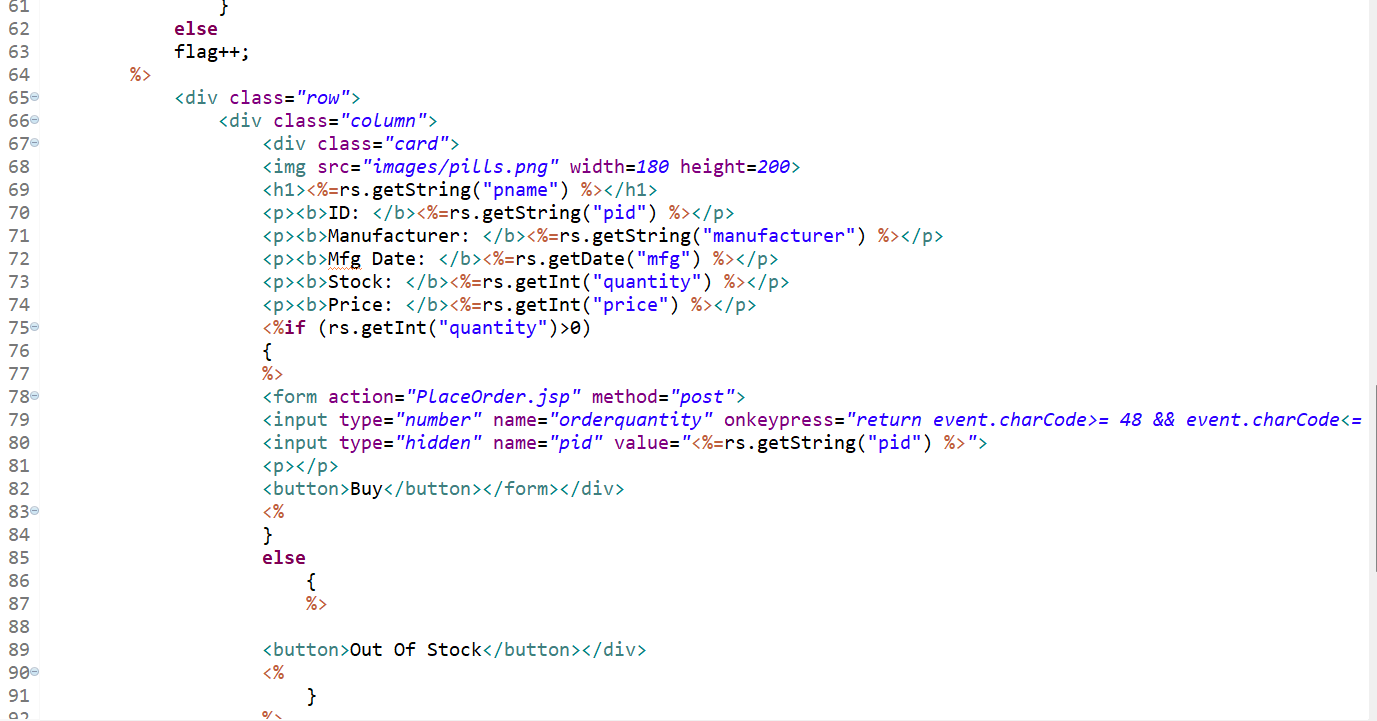 61 }
62 else
63 flag++;
64 %>
65 <div class="row">
66 <div class="column">
67 <div class="card">
68 <img src="images/pills.png" width=180 height=200>
69 <h1><%=rs.getString("pname") %></h1>
70 <p><b>ID: </b><%=rs.getString("pid") %></p>
71 <p><b>Manufacturer: </b><%=rs.getString("manufacturer") %></p>
72 <p><b>Mfg Date: </b><%=rs.getDate("mfg") %></p>
73 <p><b>Stock: </b><%=rs.getInt("quantity") %></p>
74 <p><b>Price: </b><%=rs.getInt("price") %></p>
75 <%if (rs.getInt("quantity")>0)
76 {
77 %>
78 <form action="PlaceOrder.jsp" method="post">
79 <input type="number" name="orderquantity" onkeypress="return event.charCode>= 48 && event.charCode<=
80 <input type="hidden" name="pid" value="<%=rs.getString("pid") %>">
81 <p></p>
82 <button>Buy</button></form></div>
83 <%
84 }
85 else
86 {
87 %>
88
89 <button>Out Of Stock</button></div>
90 <%
91 }
92 %>